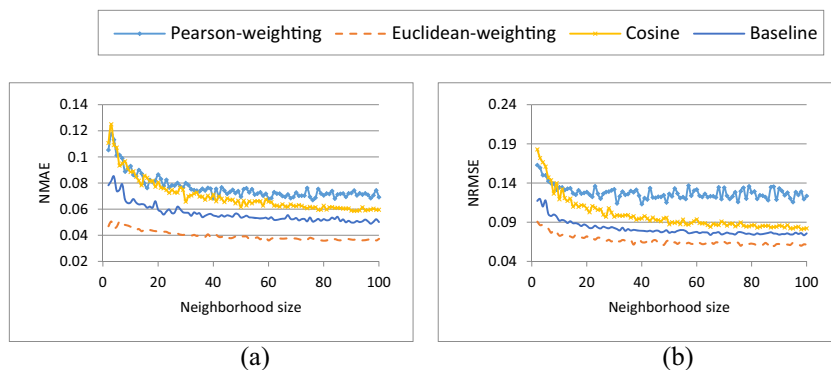 Pearson-weighting Euclidean-weighting Cosine Baseline
0.14
0.12
0.1
0.08
0.06
0.04
0.02
NMAE
0 20 40 60 80 100
Neighborhood size
(a)
0.24
0.19
0.14
0.09
0.04
NRMSE
0 20 40 60 80 100
Neighborhood size
(b)